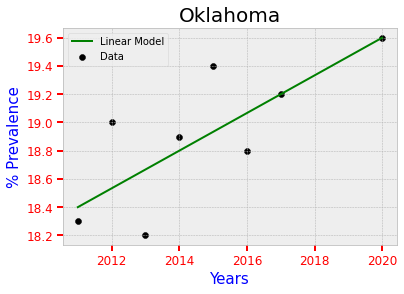 Oklahoma
Linear Model
Data
% Prevalence
19.6
19.4
19.2
19.0
18.8
18.6
18.4
18.2
2012 2014 2016 2018 2020
Years